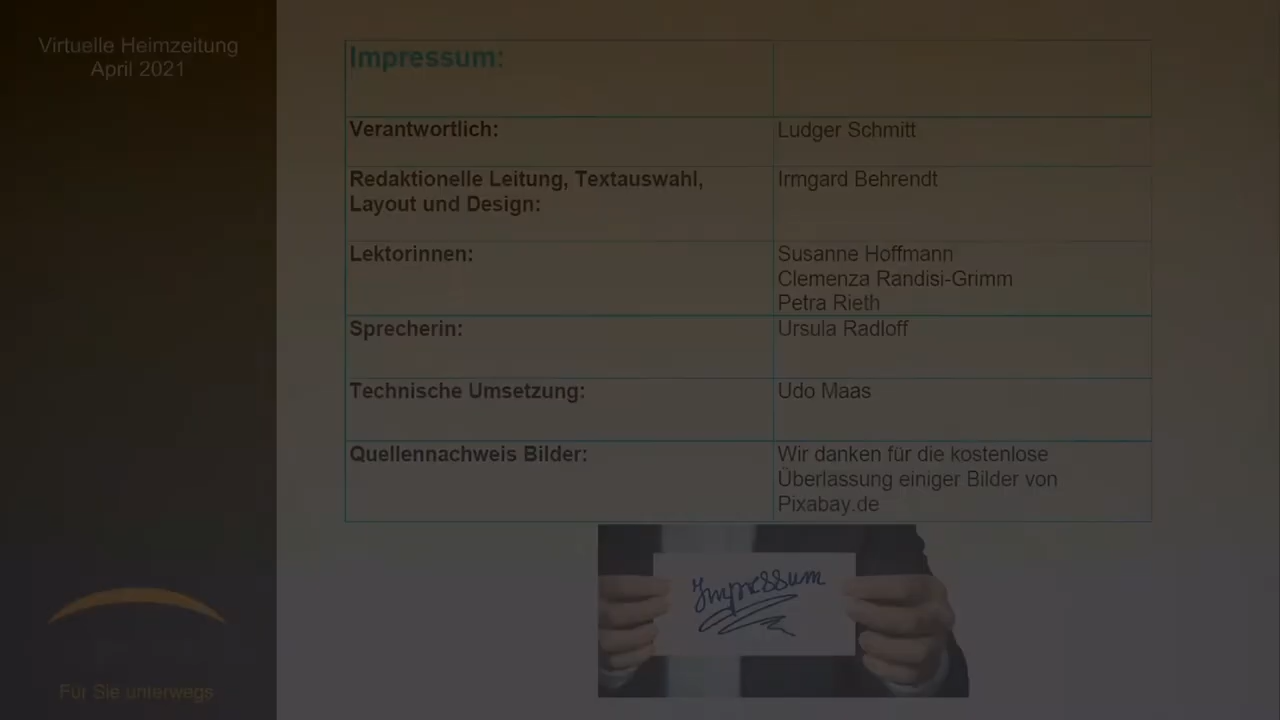 Virtuelle Heimzeitung
April 2021
Impressum:
Verantwortlich:
Ludger Schmitt
Redaktionelle Leitung, Textauswahl,
Layout und Design:
Irmgard Behrendt
Lektorinnen:
Susanne Hoffmann
Clemenza Randisi-Grimm
Petra Rieth
Sprecherin:
Ursula Radloff
Technische Umsetzung:
Udo Maas
Quellennachweis Bilder:
Wir danken für die kostenlose
Überlassung einiger Bilder von
Pixabay.de
Impressum
Für Sie unterwegs